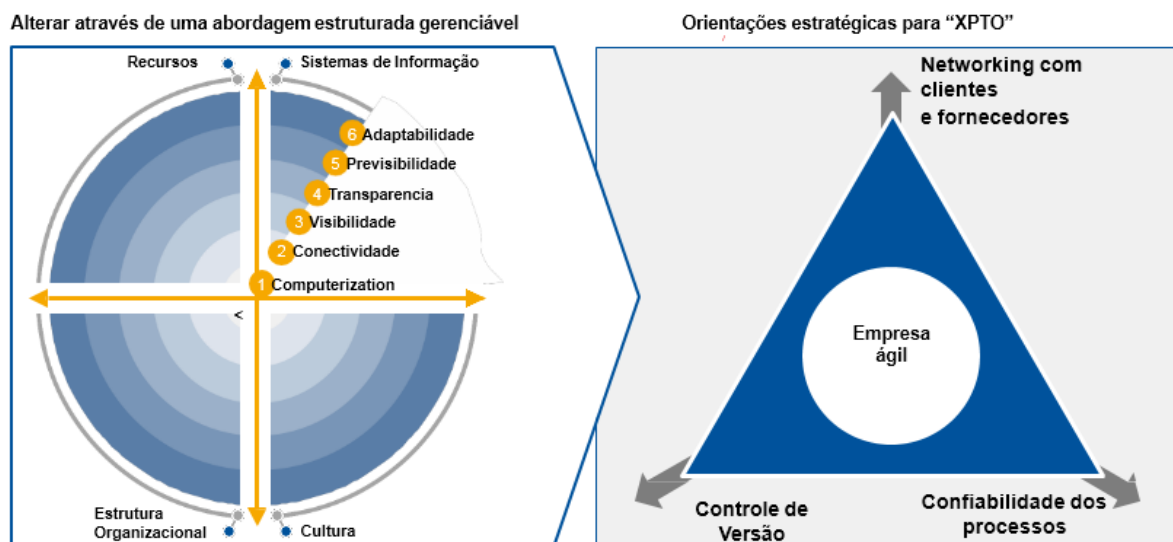 Alterar através de uma abordagem estruturada gerenciável
Recursos
Sistemas de Informação
6 Adaptabilidade
5 Previsibilidade
4 Transparencia
3 Visibilidade
2 Conectividade
1 Computerization
<
Estrutura
Organizacional
Cultura
Orientações estratégicas para “XPTO”
Networking com
clientes
e fornecedores
Empresa
ágil
Controle de
Versão
Confiabilidade dos
processos